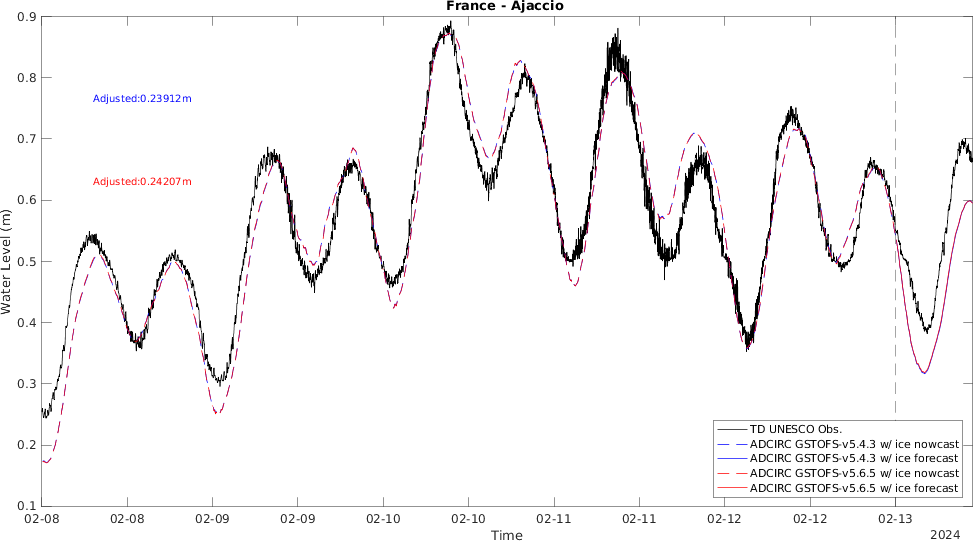 France - Ajaccio
0.9
0.8
0.7
0.6
0.5
0.4
0.3
0.2
0.1
Water Level (m)
Adjusted:0.23912m
Adjusted:0.24207m
TD UNESCO Obs.
ADCIRC GSTOFS-v5.4.3 w/ ice nowcast
ADCIRC GSTOFS-v5.4.3 w/ ice forecast
ADCIRC GSTOFS-v5.6.5 w/ ice nowcast
ADCIRC GSTOFS-v5.6.5 w/ ice forecast
02-08 02-08 02-09 02-09 02-10 02-10 02-11 02-11 02-12 02-12 02-13
Time
2024